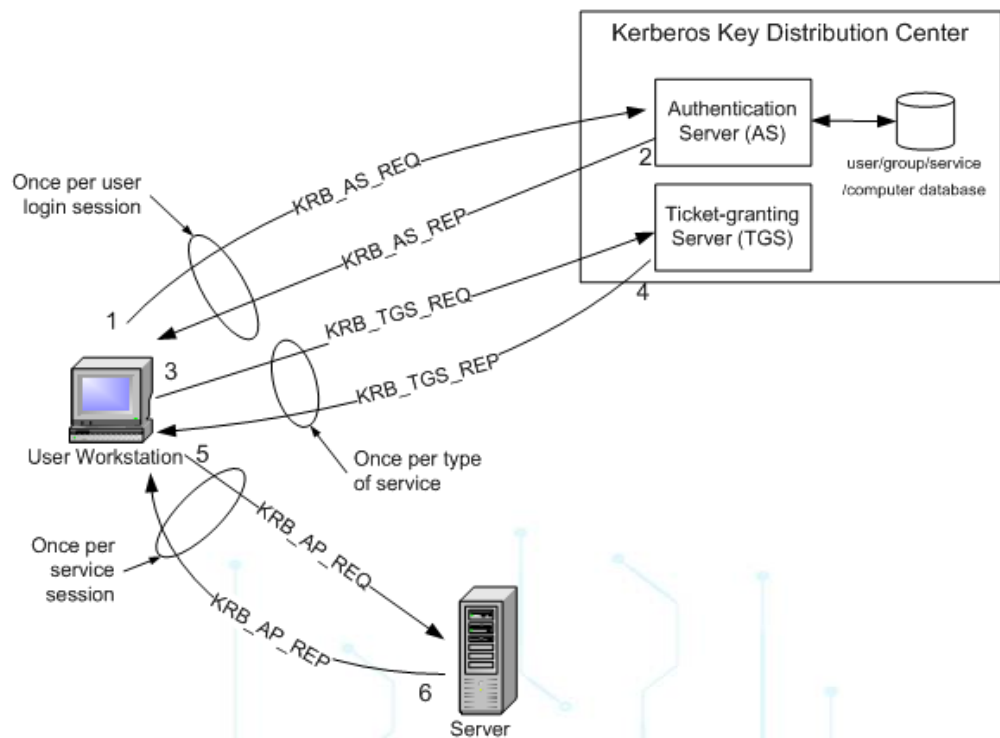 Kerberos Key Distribution Center
Authentication
Server (AS)
user/group/service
/computer database
Ticket-granting
Server (TGS)
Once per user
login session
KRB_AS_REQ
2
KRB_AS_REP
1
KRB_TGS_REQ
4
3
KRB_TGS_REP
User Workstation
5
Once per type
of service
KRB_AP_REQ
Once per
service
session
KRB_AP_REP
6
Server